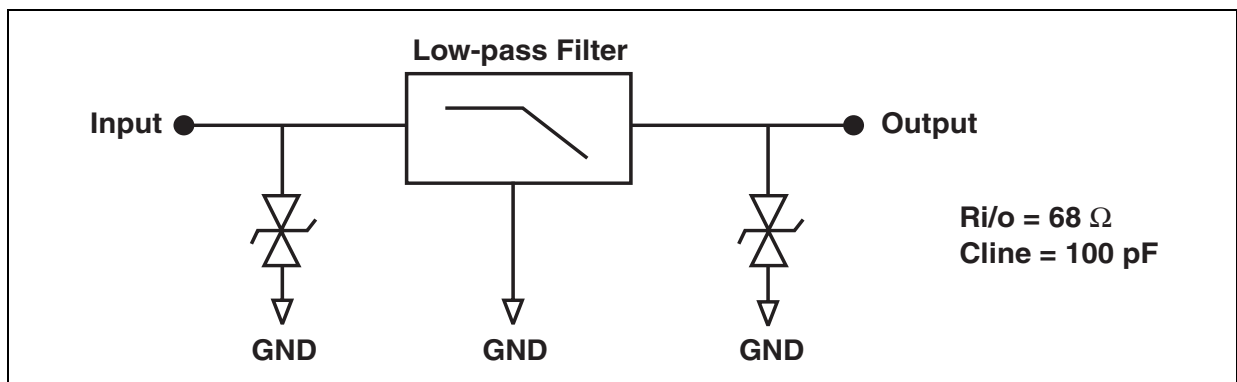 Low-pass Filter
Input
Output
Ri/o = 68 Ω
Cline = 100 pF
GND
GND
GND